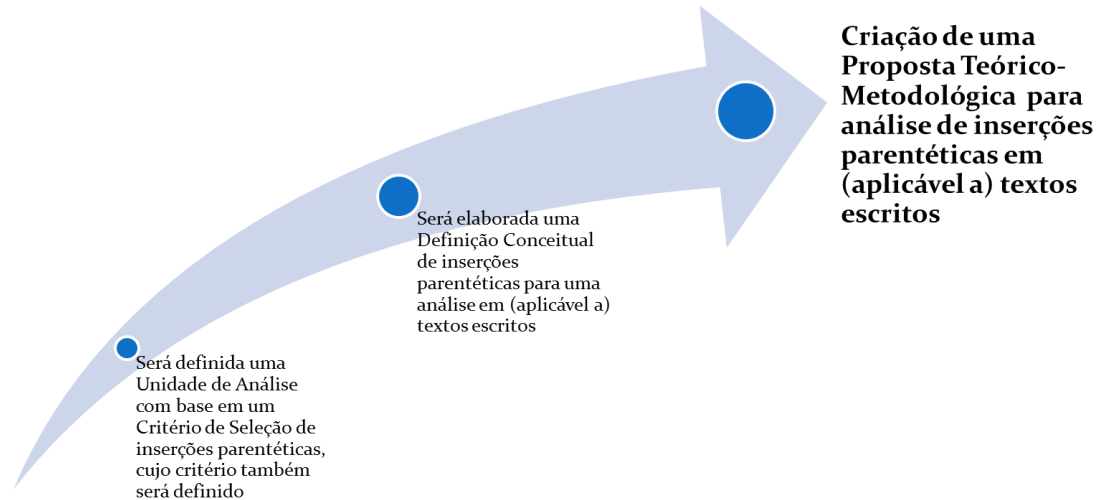 Criação de uma
Proposta Teórico-
Metodológica para
análise de inserções
parentéticas em
(aplicável a) textos
escritos
Será elaborada uma
Definição Conceitual
de inserções
parentéticas para uma
análise em (aplicável a)
textos escritos
Será definida uma
Unidade de Análise
com base em um
Critério de Seleção de
inserções parentéticas,
cujo critério também
será definido